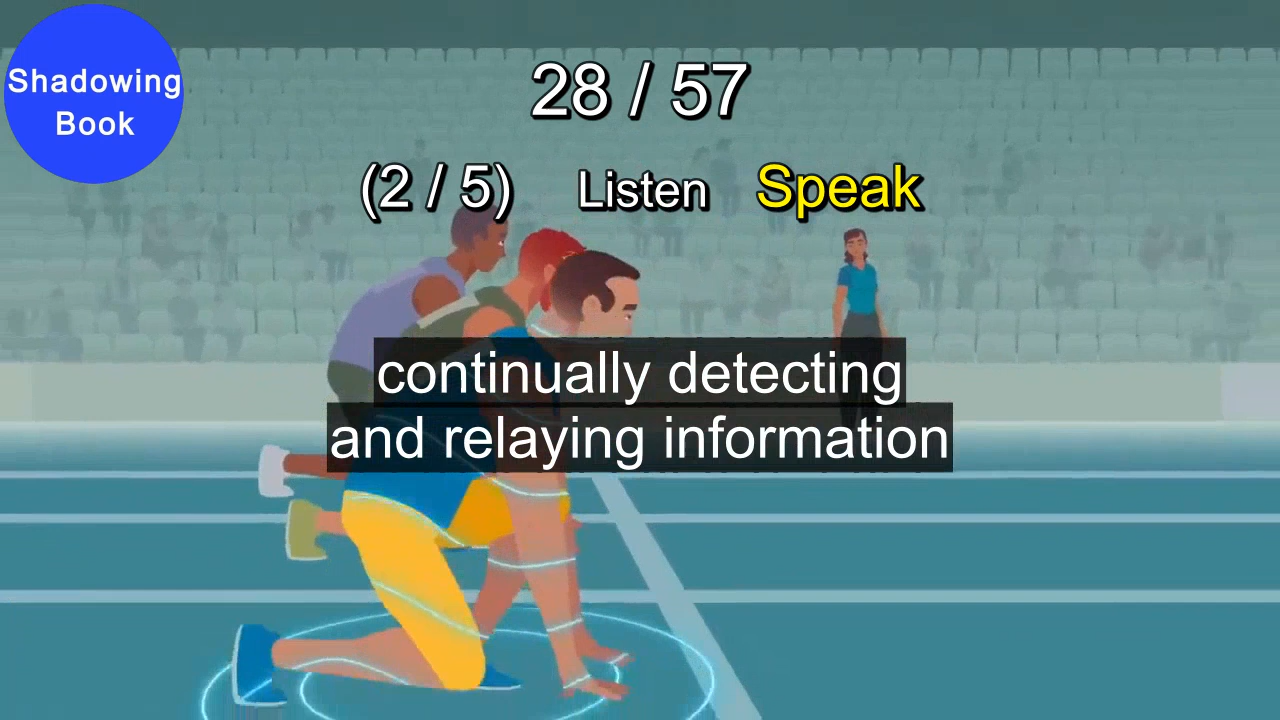 Shadowing
Book
28 / 57
(2 / 5) Listen Speak
continually detecting
and relaying information